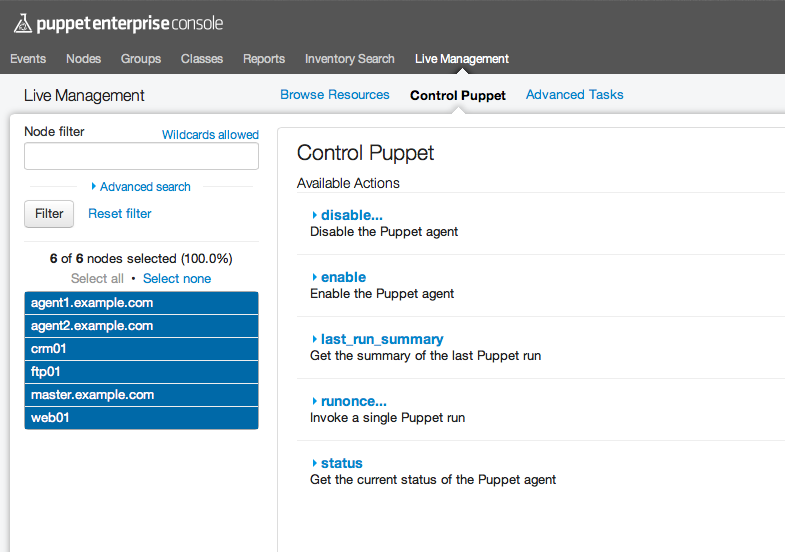 puppet enterprise console
Events Nodes Groups Classes Reports Inventory Search Live Management
Live Management
Browse Resources Control Puppet Advanced Tasks
Node filter
Wildcards allowed
Advanced search
Filter Reset filter
6 of 6 nodes selected (100.0%)
Select all • Select none
agent1.example.com
agent2.example.com
crm01
ftp01
master.example.com
web01
Control Puppet
Available Actions
disable...
Disable the Puppet agent
enable
Enable the Puppet agent
last_run_summary
Get the summary of the last Puppet run
runonce...
Invoke a single Puppet run
status
Get the current status of the Puppet agent